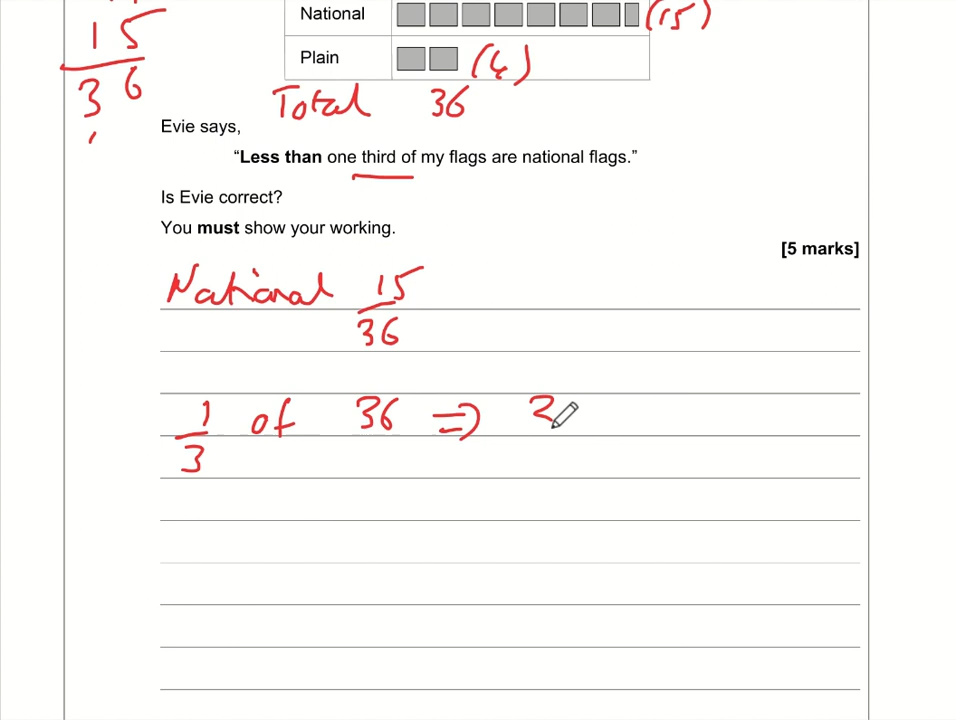 National (15)
15
36
Plain (4)
Total 36
Evie says,
“Less than one third of my flags are national flags.”
Is Evie correct?
You must show your working.
[5 marks]
National 15
36
1 of 36 => 3
3